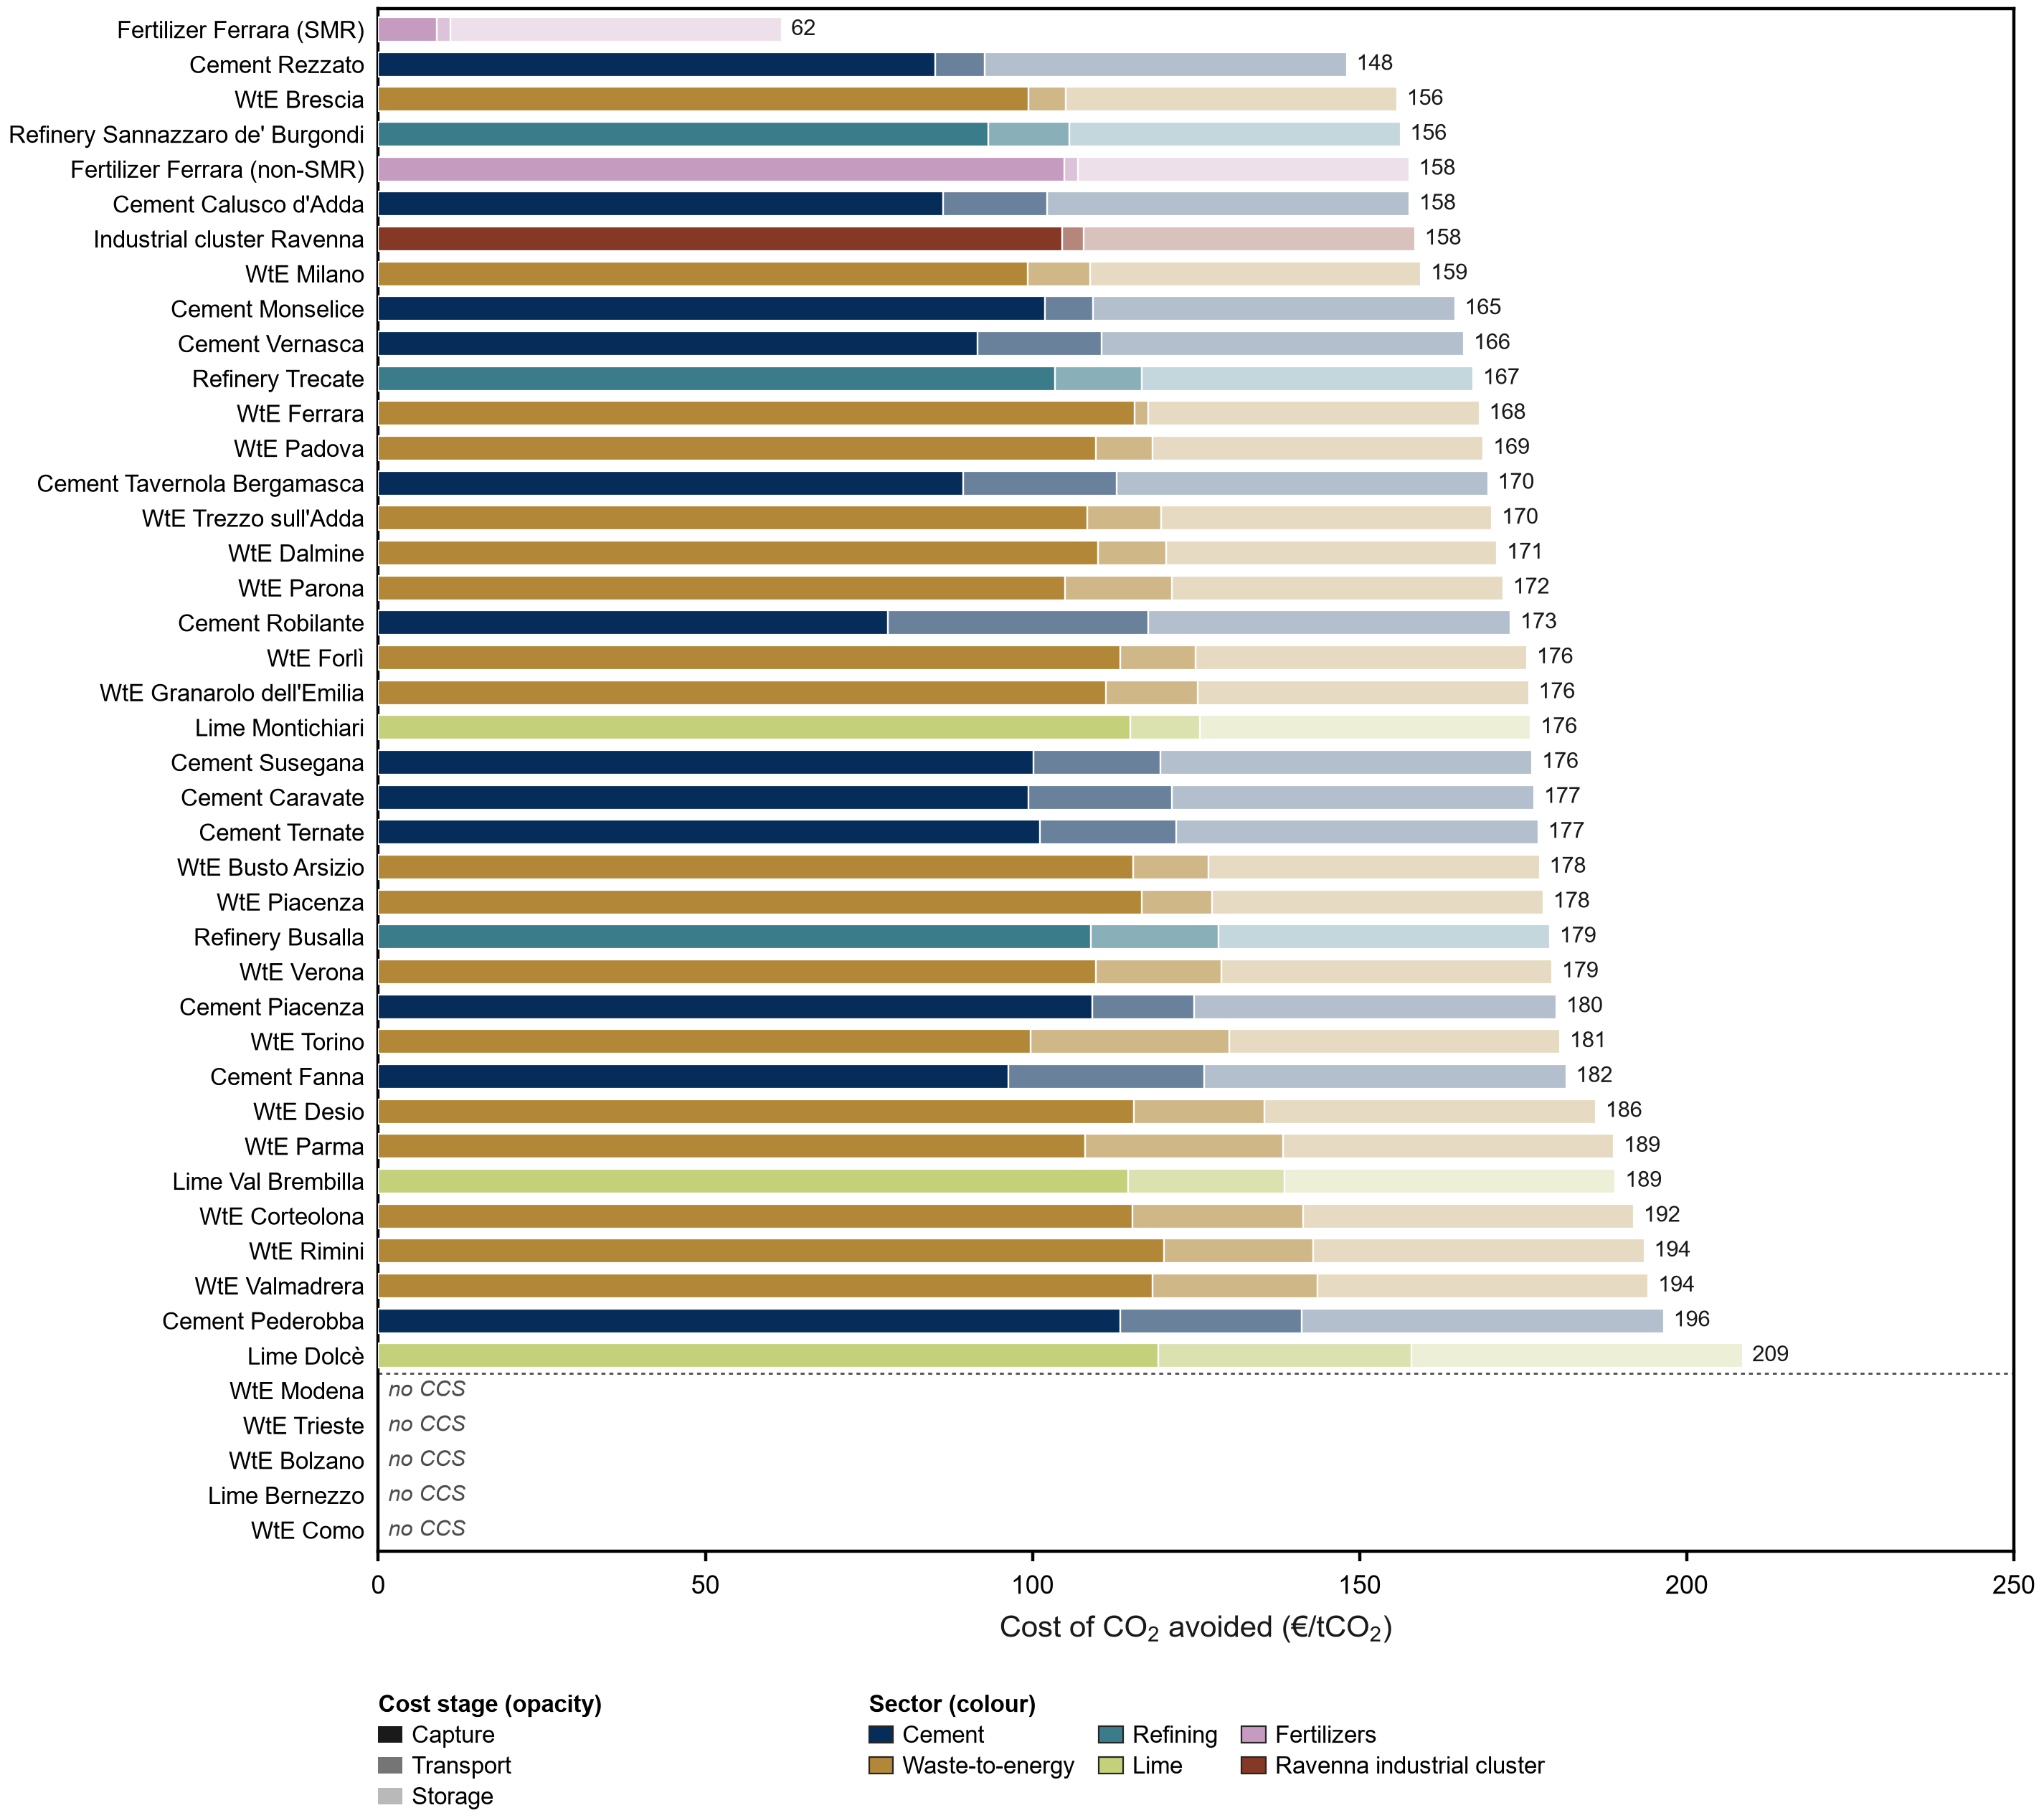 Fertilizer Ferrara (SMR) 62
Cement Rezzato 148
WtE Brescia 156
Refinery Sannazzaro de' Burgondi 156
Fertilizer Ferrara (non-SMR) 158
Cement Calusco d'Adda 158
Industrial cluster Ravenna 158
WtE Milano 159
Cement Monselice 165
Cement Vernasca 166
Refinery Trecate 167
WtE Ferrara 168
WtE Padova 169
Cement Tavernola Bergamasca 170
WtE Trezzo sull'Adda 170
WtE Dalmine 171
WtE Parona 172
Cement Robilante 173
WtE Forlì 176
WtE Granarolo dell'Emilia 176
Lime Montichiari 176
Cement Susegana 176
Cement Caravate 177
Cement Ternate 177
WtE Busto Arsizio 178
WtE Piacenza 178
Refinery Busalla 179
WtE Verona 179
Cement Piacenza 180
WtE Torino 181
Cement Fanna 182
WtE Desio 186
WtE Parma 189
Lime Val Brembilla 189
WtE Corteolona 192
WtE Rimini 194
WtE Valmadrera 194
Cement Pederobba 196
Lime Dolcè 209
WtE Modena no CCS
WtE Trieste no CCS
WtE Bolzano no CCS
Lime Bernezzo no CCS
WtE Como no CCS
0 50 100 150 200 250
Cost of CO₂ avoided (€/tCO₂)
Cost stage (opacity)
Capture
Transport
Storage
Sector (colour)
Cement Refining Fertilizers
Waste-to-energy Lime Ravenna industrial cluster